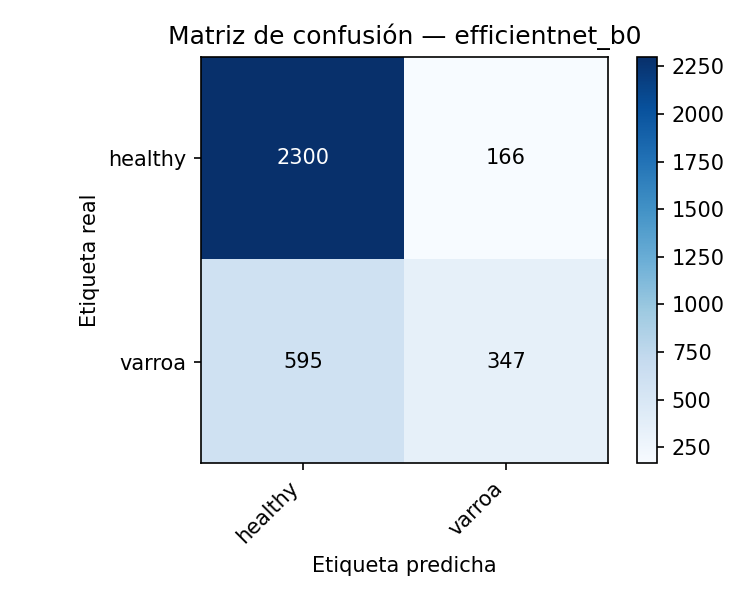 Matriz de confusión — efficientnet_b0
Etiqueta real
healthy
2300
166
varroa
595
347
healthy
varroa
Etiqueta predicha
2250
2000
1750
1500
1250
1000
750
500
250